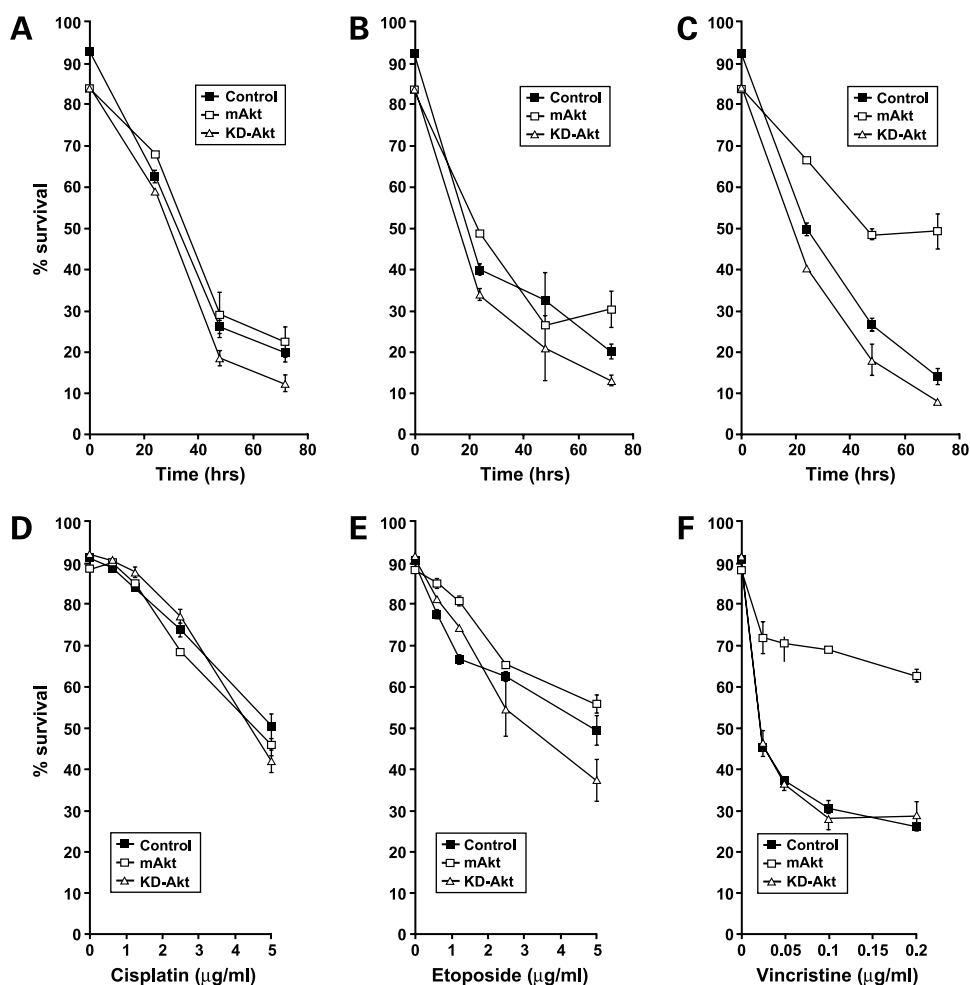 A
100
90
80
70
60
50
40
30
20
10
0
% survival
Control
mAkt
KD-Akt
0 20 40 60 80
Time (hrs)
B
100
90
80
70
60
50
40
30
20
10
0
Control
mAkt
KD-Akt
0 20 40 60 80
Time (hrs)
C
100
90
80
70
60
50
40
30
20
10
0
Control
mAkt
KD-Akt
0 20 40 60 80
Time (hrs)
D
100
90
80
70
60
50
40
30
20
10
0
% survival
Control
mAkt
KD-Akt
0 1 2 3 4 5
Cisplatin (μg/ml)
E
100
90
80
70
60
50
40
30
20
10
0
Control
mAkt
KD-Akt
0 1 2 3 4 5
Etoposide (μg/ml)
F
100
90
80
70
60
50
40
30
20
10
0
Control
mAkt
KD-Akt
0 0.05 0.1 0.15 0.2
Vincristine (μg/ml)